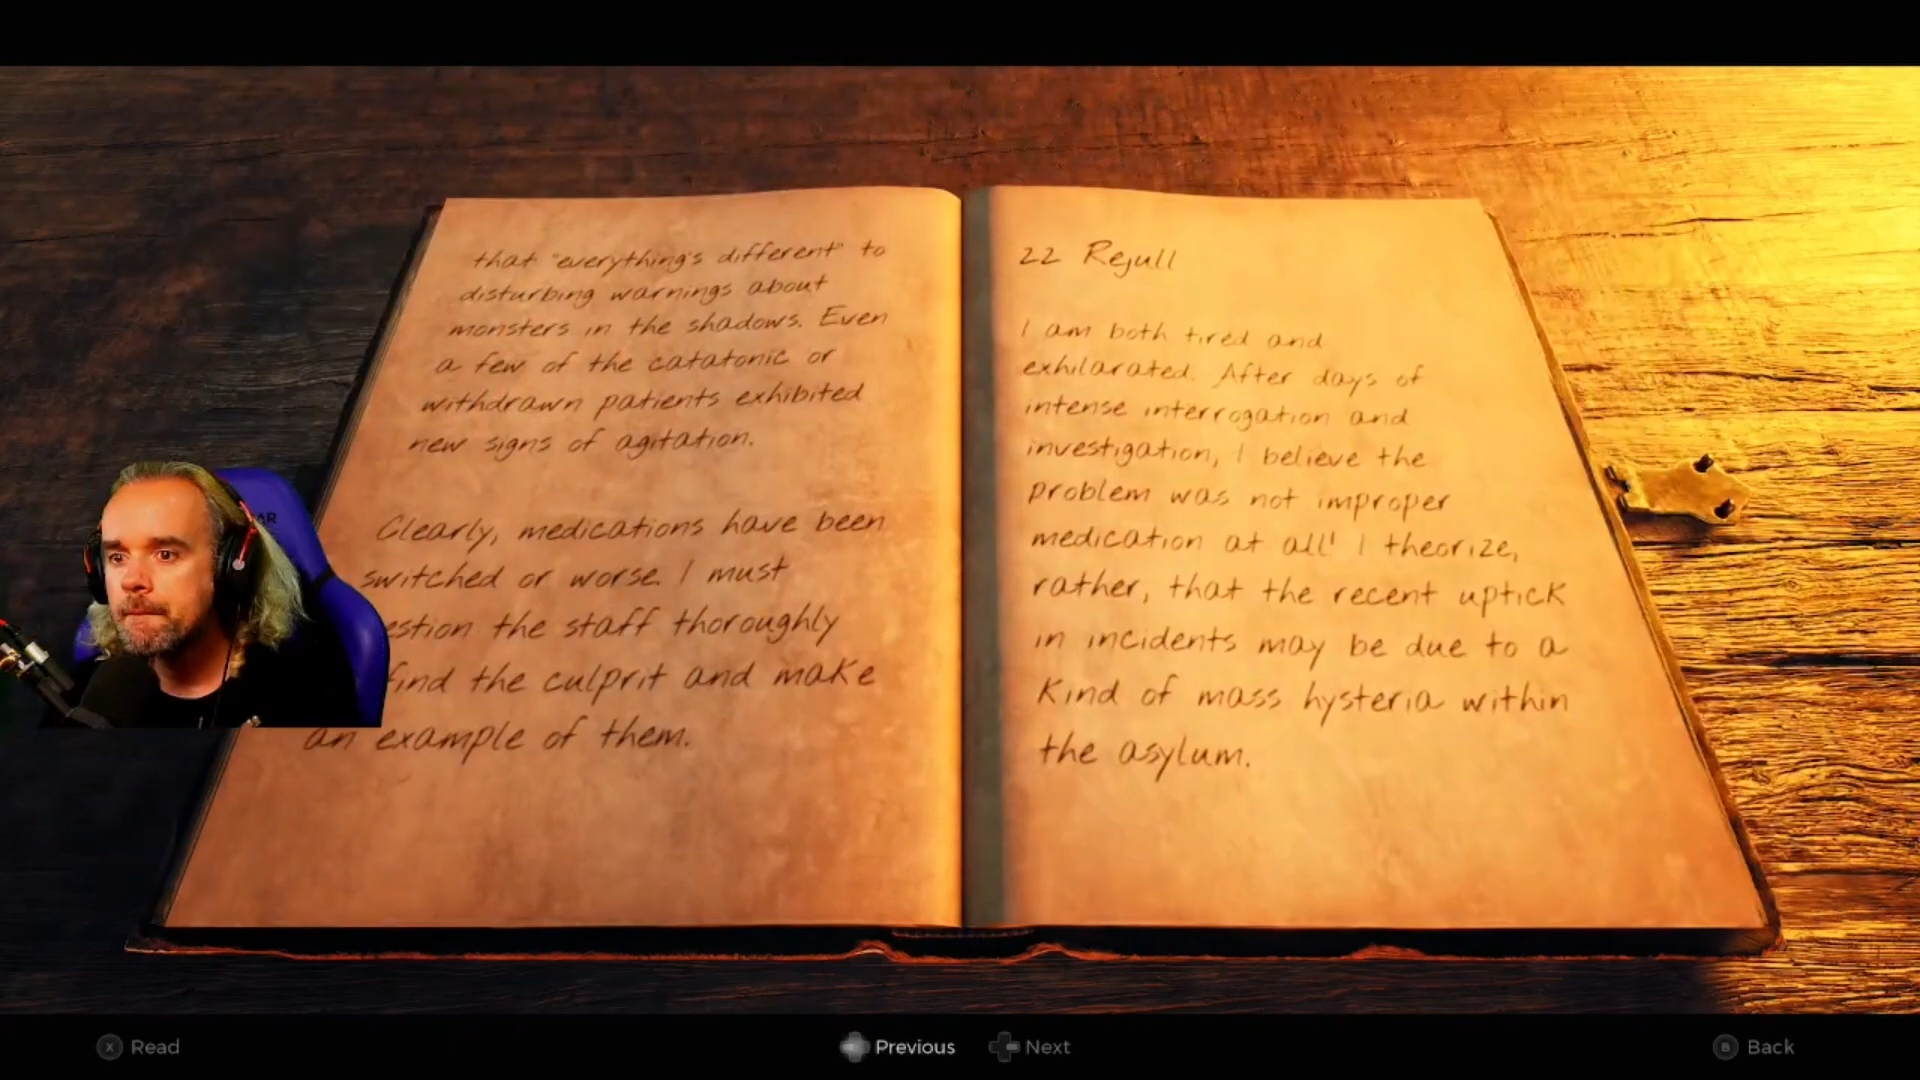 that "everything's different" to
disturbing warnings about
monsters in the shadows. Even
a few of the catatonic or
withdrawn patients exhibited
new signs of agitation.
Clearly, medications have been
switched or worse. I must
estion the staff thoroughly
find the culprit and make
an example of them.
22 Rejull
I am both tired and
exhilarated. After days of
intense interrogation and
investigation, I believe the
problem was not improper
medication at all! I theorize,
rather, that the recent uptick
in incidents may be due to a
kind of mass hysteria within
the asylum.
AR
X Read
Previous
Next
B Back